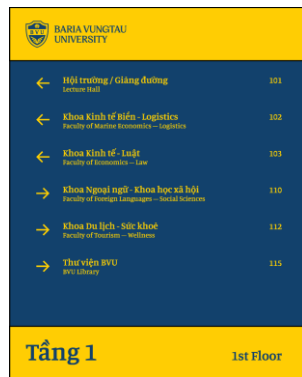 BVU
BARIA VUNGTAU
UNIVERSITY
← Hội trường / Giảng đường 101
Lecture Hall
← Khoa Kinh tế Biển - Logistics 102
Faculty of Marine Economics – Logistics
← Khoa Kinh tế - Luật 103
Faculty of Economics – Law
→ Khoa Ngoại ngữ - Khoa học xã hội 110
Faculty of Foreign Languages – Social Sciences
→ Khoa Du lịch - Sức khoẻ 112
Faculty of Tourism – Wellness
→ Thư viện BVU 115
BVU Library
Tầng 1 1st Floor